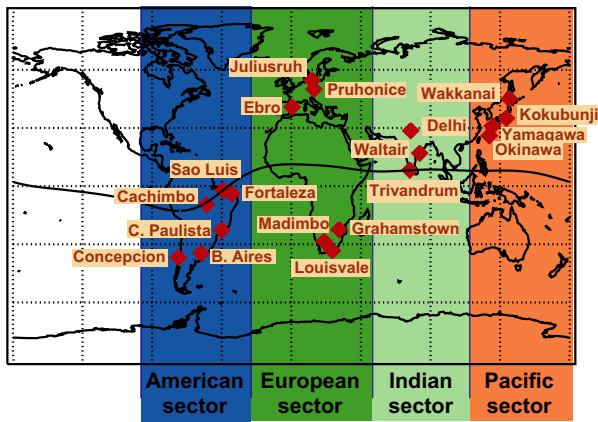 Juliusruh
Pruhonice
Ebro
Wakkanai
Kokubunji
Delhi
Yamagawa
Waltair
Okinawa
Sao Luis
Trivandrum
Cachimbo
Fortaleza
Madimbo
C. Paulista
Grahamstown
Concepcion
B. Aires
Louisvale
American
sector
European
sector
Indian
sector
Pacific
sector